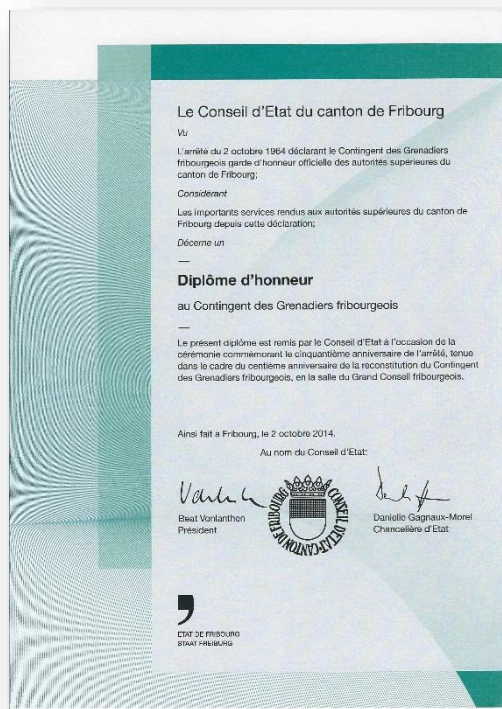 Le Conseil d'Etat du canton de Fribourg
Vu
L'arrêté du 2 octobre 1964 déclarant le Contingent des Grenadiers
fribourgeois garde d'honneur officielle des autorités supérieures du
canton de Fribourg;
Considérant
Les importants services rendus aux autorités supérieures du canton de
Fribourg depuis cette déclaration;
Décerne un
—
Diplôme d'honneur
au Contingent des Grenadiers fribourgeois
—
Le présent diplôme est remis par le Conseil d'Etat à l'occasion de la
cérémonie commémorant le cinquantième anniversaire de l'arrêté, tenue
dans le cadre du centième anniversaire de la reconstitution du Contingent
des Grenadiers fribourgeois, en la salle du Grand Conseil fribourgeois.
Ainsi fait à Fribourg, le 2 octobre 2014.
Au nom du Conseil d'Etat:
CONSEIL D'ETAT·CANTON DE FRIBOURG
Beat Vonlanthen
Président
Danielle Gagnaux-Morel
Chancelière d'Etat
ETAT DE FRIBOURG
STAAT FREIBURG